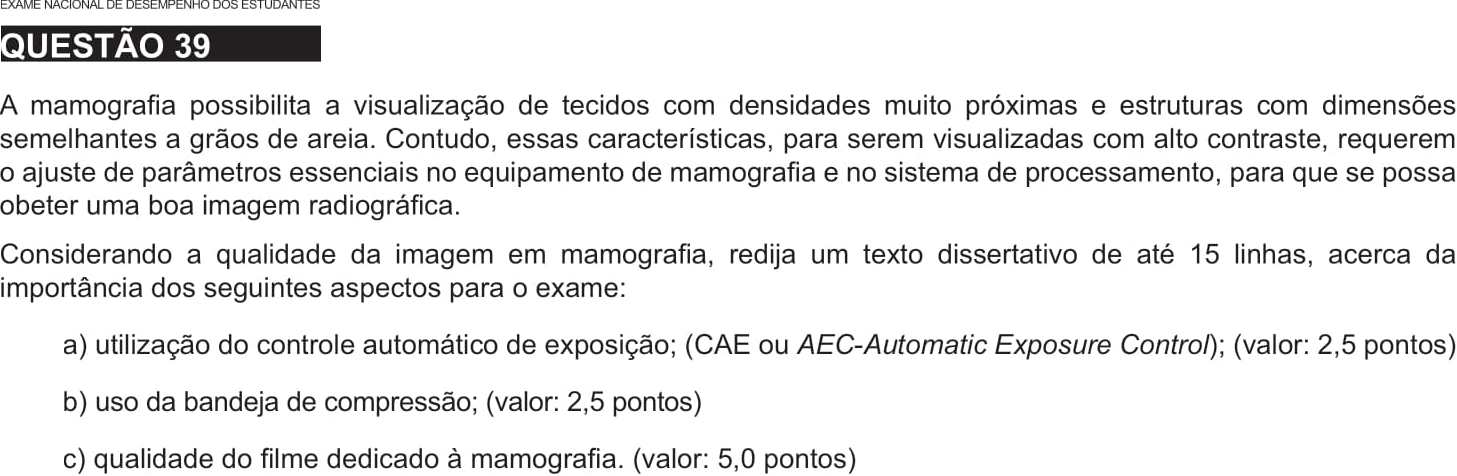 EXAME NACIONAL DE DESEMPENHO DOS ESTUDANTES
QUESTÃO 39
A mamografia possibilita a visualização de tecidos com densidades muito próximas e estruturas com dimensões
semelhantes a grãos de areia. Contudo, essas características, para serem visualizadas com alto contraste, requerem
o ajuste de parâmetros essenciais no equipamento de mamografia e no sistema de processamento, para que se possa
obeter uma boa imagem radiográfica.
Considerando a qualidade da imagem em mamografia, redija um texto dissertativo de até 15 linhas, acerca da
importância dos seguintes aspectos para o exame:
a) utilização do controle automático de exposição; (CAE ou AEC-Automatic Exposure Control); (valor: 2,5 pontos)
b) uso da bandeja de compressão; (valor: 2,5 pontos)
c) qualidade do filme dedicado à mamografia. (valor: 5,0 pontos)